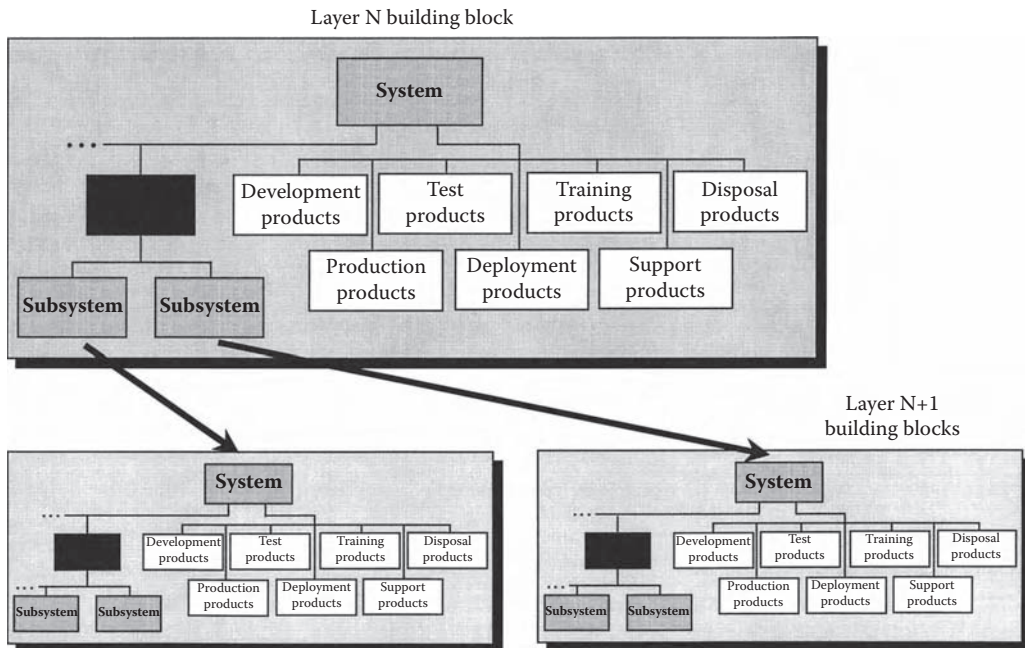 Layer N building block
System
...
Development
products
Test
products
Training
products
Disposal
products
Production
products
Deployment
products
Support
products
Subsystem
Subsystem
Layer N+1
building blocks
System
...
Development
products
Test
products
Training
products
Disposal
products
Production
products
Deployment
products
Support
products
...
Subsystem
Subsystem
System
...
Development
products
Test
products
Training
products
Disposal
products
Production
products
Deployment
products
Support
products
...
Subsystem
Subsystem